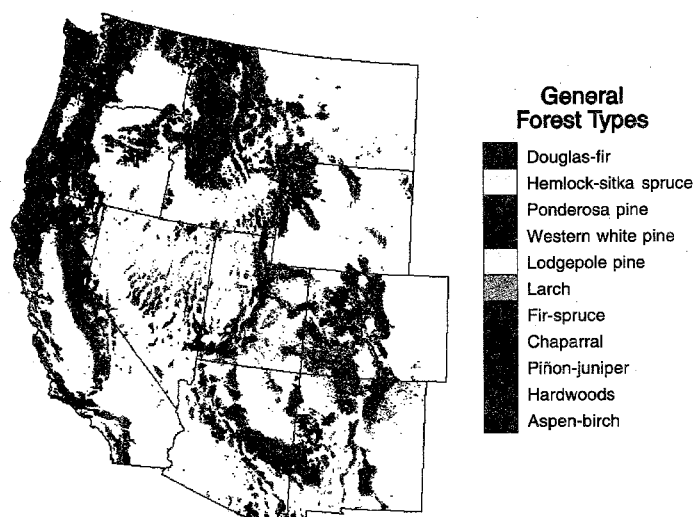 General
Forest Types
Douglas-fir
Hemlock-sitka spruce
Ponderosa pine
Western white pine
Lodgepole pine
Larch
Fir-spruce
Chaparral
Piñon-juniper
Hardwoods
Aspen-birch